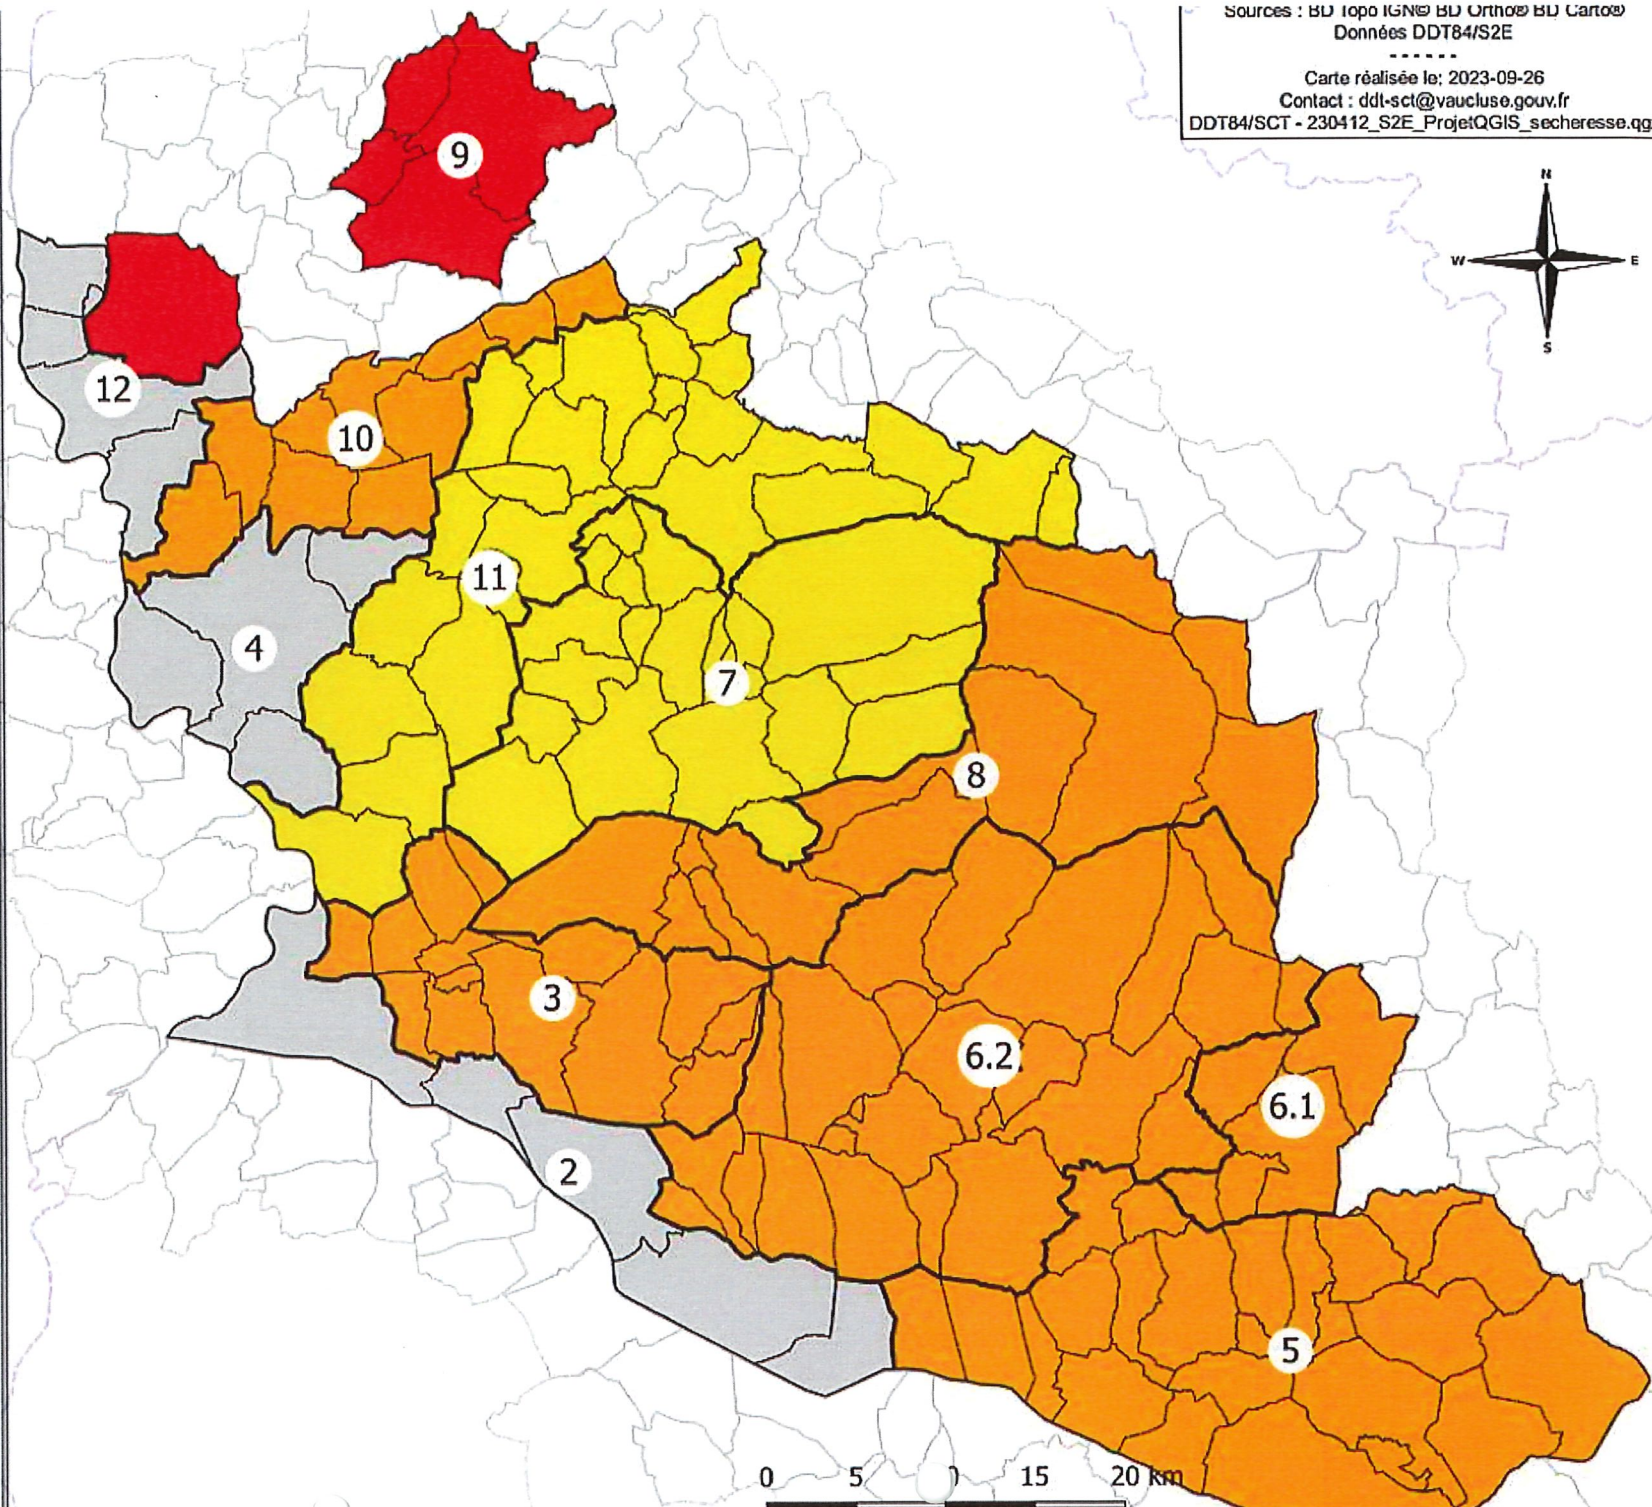 Sources : BD Topo IGN© BD Ortho® BD Carto®
Données DDT84/S2E
------
Carte réalisée le: 2023-09-26
Contact : ddt-sct@vaucluse.gouv.fr
DDT84/SCT - 230412_S2E_ProjetQGIS_secheresse.qg
N
W E
S
9
12
10
11
4
7
8
3
6.2
6.1
2
5
0 5 15 20 km